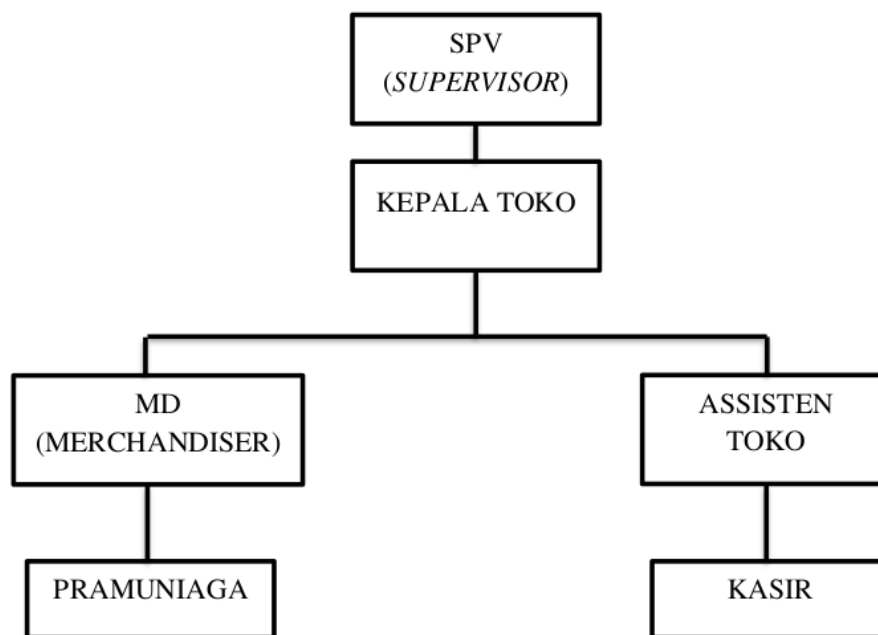 SPV
(SUPERVISOR)
KEPALA TOKO
MD
(MERCHANDISER)
ASSISTEN
TOKO
PRAMUNIAGA
KASIR